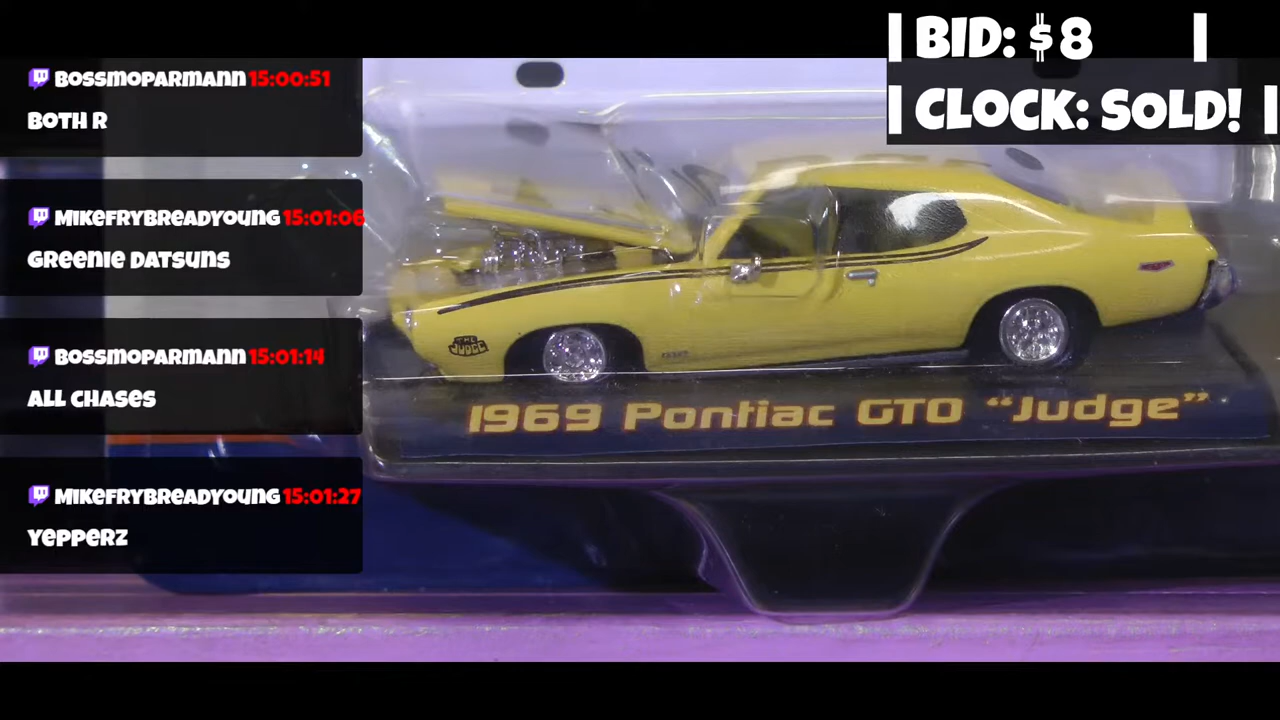 | BID: $8 |
| CLOCK: SOLD! |
BOSSMOPARMANN 15:00:51
BOTH R
MIKEFRYBREADYOUNG 15:01:06
GREENIE DATSUNS
BOSSMOPARMANN 15:01:14
ALL CHASES
MIKEFRYBREADYOUNG 15:01:27
YEPPERZ
THE JUDGE
1969 Pontiac GTO “Judge”